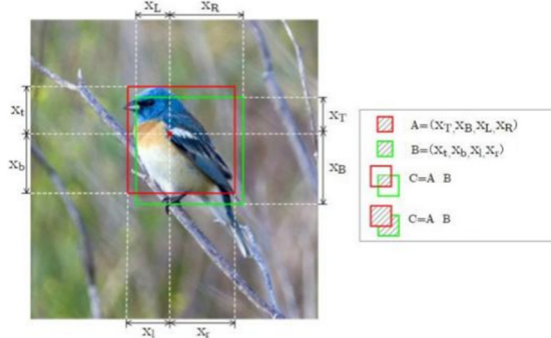 X_L X_R
X_t
X_T
X_b
X_B
X_l X_r
A=(X_T,X_B,X_L,X_R)
B=(X_t,X_b,X_l,X_r)
C=A B
C=A B